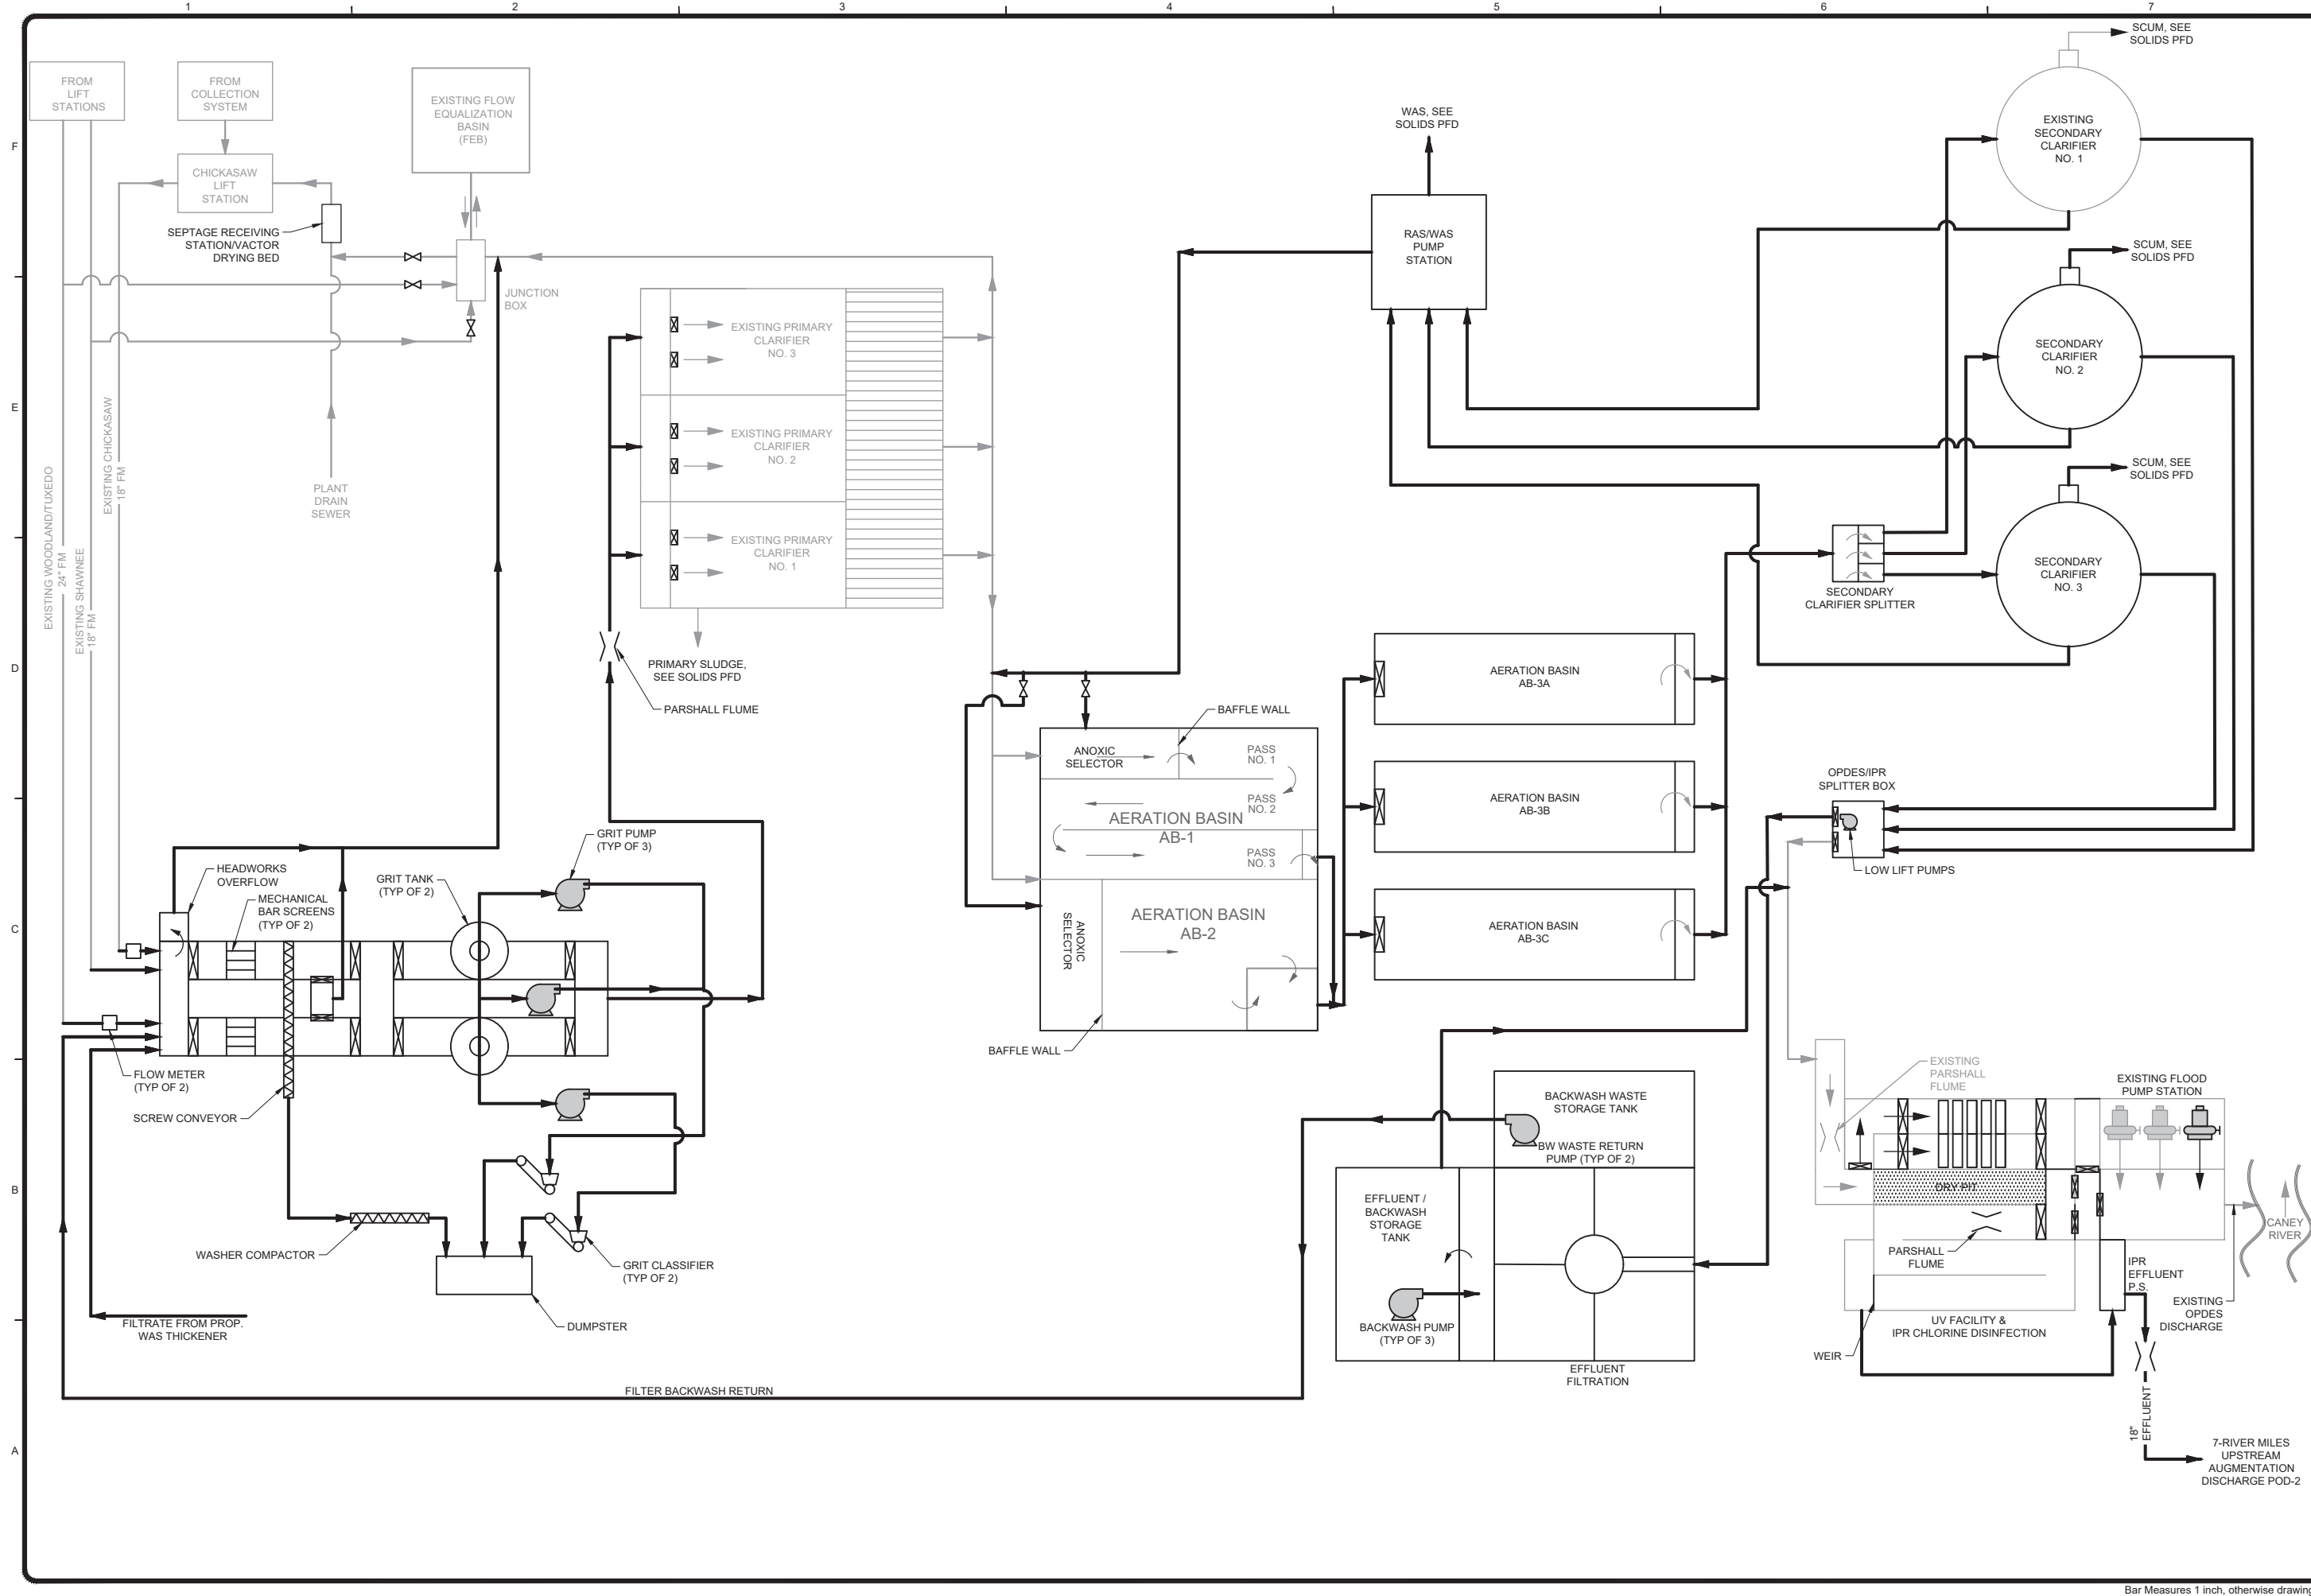 1
2
3
4
5
6
7
F
E
D
C
B
A
FROM
LIFT
STATIONS
FROM
COLLECTION
SYSTEM
CHICKASAW
LIFT
STATION
SEPTAGE RECEIVING
STATION/VACTOR
DRYING BED
EXISTING FLOW
EQUALIZATION
BASIN
(FEB)
JUNCTION
BOX
PLANT
DRAIN
SEWER
EXISTING WOODLAND/TUXEDO
24" FM
EXISTING SHAWNEE
18" FM
EXISTING CHICKASAW
18" FM
EXISTING PRIMARY
CLARIFIER
NO. 3
EXISTING PRIMARY
CLARIFIER
NO. 2
EXISTING PRIMARY
CLARIFIER
NO. 1
PRIMARY SLUDGE,
SEE SOLIDS PFD
PARSHALL FLUME
WAS, SEE
SOLIDS PFD
RAS/WAS
PUMP
STATION
SCUM, SEE
SOLIDS PFD
EXISTING
SECONDARY
CLARIFIER
NO. 1
SCUM, SEE
SOLIDS PFD
SECONDARY
CLARIFIER
NO. 2
SCUM, SEE
SOLIDS PFD
SECONDARY
CLARIFIER
NO. 3
SECONDARY
CLARIFIER SPLITTER
BAFFLE WALL
ANOXIC
SELECTOR
PASS
NO. 1
PASS
NO. 2
AERATION BASIN
AB-1
PASS
NO. 3
ANOXIC
SELECTOR
AERATION BASIN
AB-2
BAFFLE WALL
AERATION BASIN
AB-3A
AERATION BASIN
AB-3B
AERATION BASIN
AB-3C
OPDES/IPR
SPLITTER BOX
LOW LIFT PUMPS
HEADWORKS
OVERFLOW
MECHANICAL
BAR SCREENS
(TYP OF 2)
GRIT TANK
(TYP OF 2)
GRIT PUMP
(TYP OF 3)
FLOW METER
(TYP OF 2)
SCREW CONVEYOR
WASHER COMPACTOR
GRIT CLASSIFIER
(TYP OF 2)
DUMPSTER
FILTRATE FROM PROP.
WAS THICKENER
FILTER BACKWASH RETURN
BACKWASH WASTE
STORAGE TANK
BW WASTE RETURN
PUMP (TYP OF 2)
EFFLUENT /
BACKWASH
STORAGE
TANK
BACKWASH PUMP
(TYP OF 3)
EFFLUENT
FILTRATION
EXISTING
PARSHALL
FLUME
EXISTING FLOOD
PUMP STATION
DRY PIT
PARSHALL
FLUME
UV FACILITY &
IPR CHLORINE DISINFECTION
WEIR
IPR
EFFLUENT
P.S.
EXISTING
OPDES
DISCHARGE
CANEY
RIVER
18"
EFFLUENT
7-RIVER MILES
UPSTREAM
AUGMENTATION
DISCHARGE POD-2
Bar Measures 1 inch, otherwise drawing